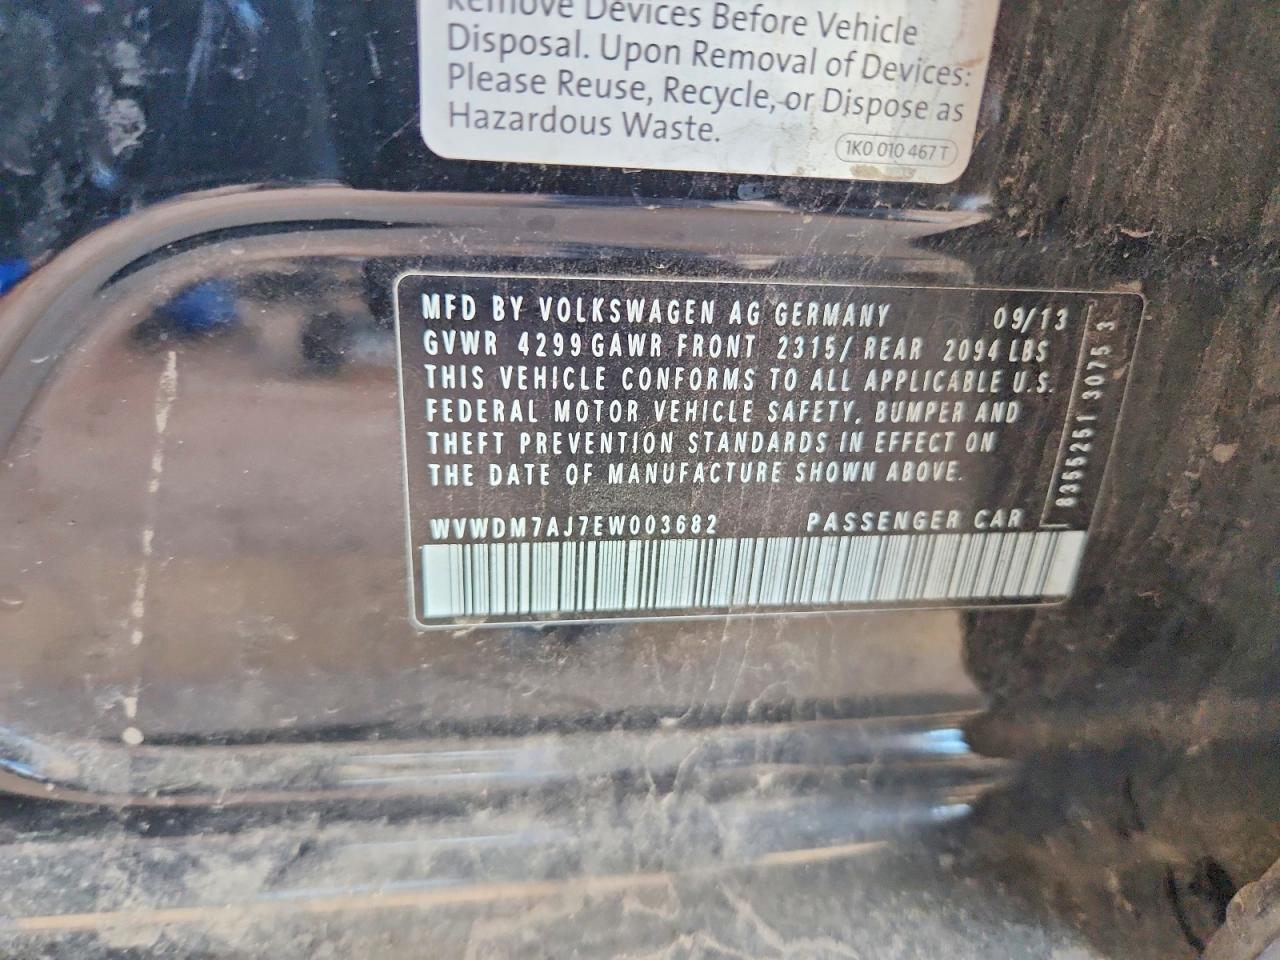 Remove Devices Before Vehicle
Disposal. Upon Removal of Devices:
Please Reuse, Recycle, or Dispose as
Hazardous Waste.
1K0 010 467 T
MFD BY VOLKSWAGEN AG GERMANY 09/13
GVWR 4299 GAWR FRONT 2315/ REAR 2094 LBS
THIS VEHICLE CONFORMS TO ALL APPLICABLE U.S.
FEDERAL MOTOR VEHICLE SAFETY, BUMPER AND
THEFT PREVENTION STANDARDS IN EFFECT ON
THE DATE OF MANUFACTURE SHOWN ABOVE.
WVWDM7AJ7EW003682 PASSENGER CAR
8355251 3075 3